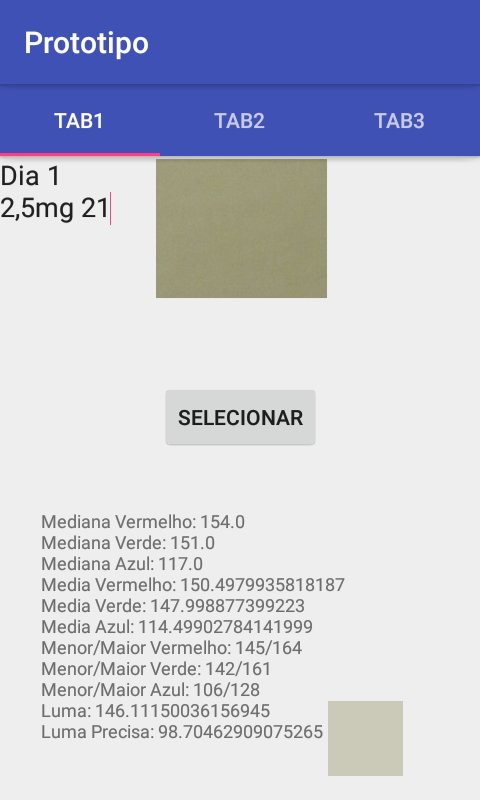 Prototipo
TAB1 TAB2 TAB3
Dia 1
2,5mg 21
SELECIONAR
Mediana Vermelho: 154.0
Mediana Verde: 151.0
Mediana Azul: 117.0
Media Vermelho: 150.4979935818187
Media Verde: 147.998877399223
Media Azul: 114.49902784141999
Menor/Maior Vermelho: 145/164
Menor/Maior Verde: 142/161
Menor/Maior Azul: 106/128
Luma: 146.11150036156945
Luma Precisa: 98.70462909075265